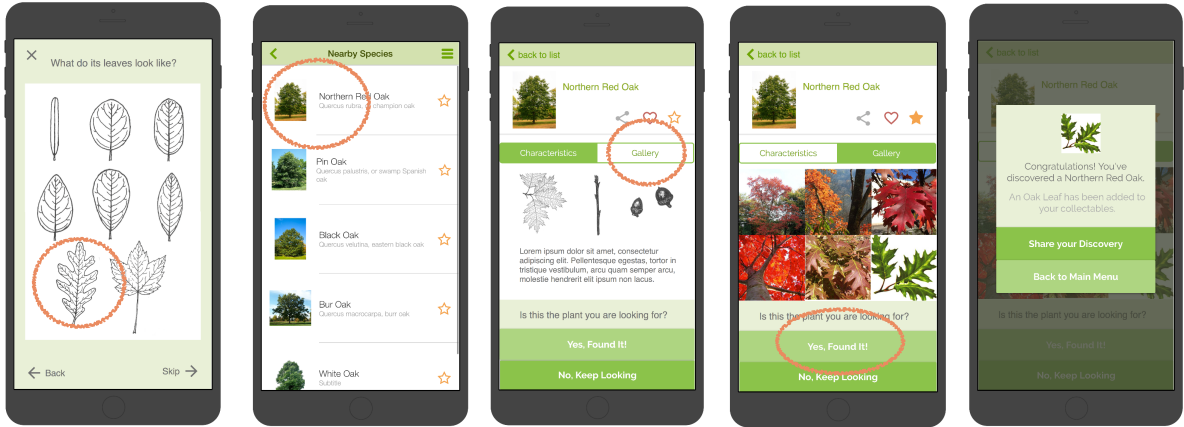 What do its leaves look like?
Back
Skip
Nearby Species
Northern Red Oak
Quercus rubra, or champion oak
Pin Oak
Quercus palustris, or swamp Spanish
oak
Black Oak
Quercus velutina, eastern black oak
Bur Oak
Quercus macrocarpa, burr oak
White Oak
Subtitle
back to list
Northern Red Oak
Characteristics
Gallery
Lorem ipsum dolor sit amet, consectetur
adipiscing elit. Pellentesque egestas, tortor in
tristique vestibulum, arcu quam semper arcu,
molestie hendrerit elit ipsum non lacus.
Is this the plant you are looking for?
Yes, Found It!
No, Keep Looking
back to list
Northern Red Oak
Characteristics
Gallery
Is this the plant you are looking for?
Yes, Found It!
No, Keep Looking
back to list
Northern Red Oak
Congratulations! You've
discovered a Northern Red Oak.
An Oak Leaf has been added to
your collectables.
Share your Discovery
Back to Main Menu
Is this the plant you are looking for?
Yes, Found It!
No, Keep Looking